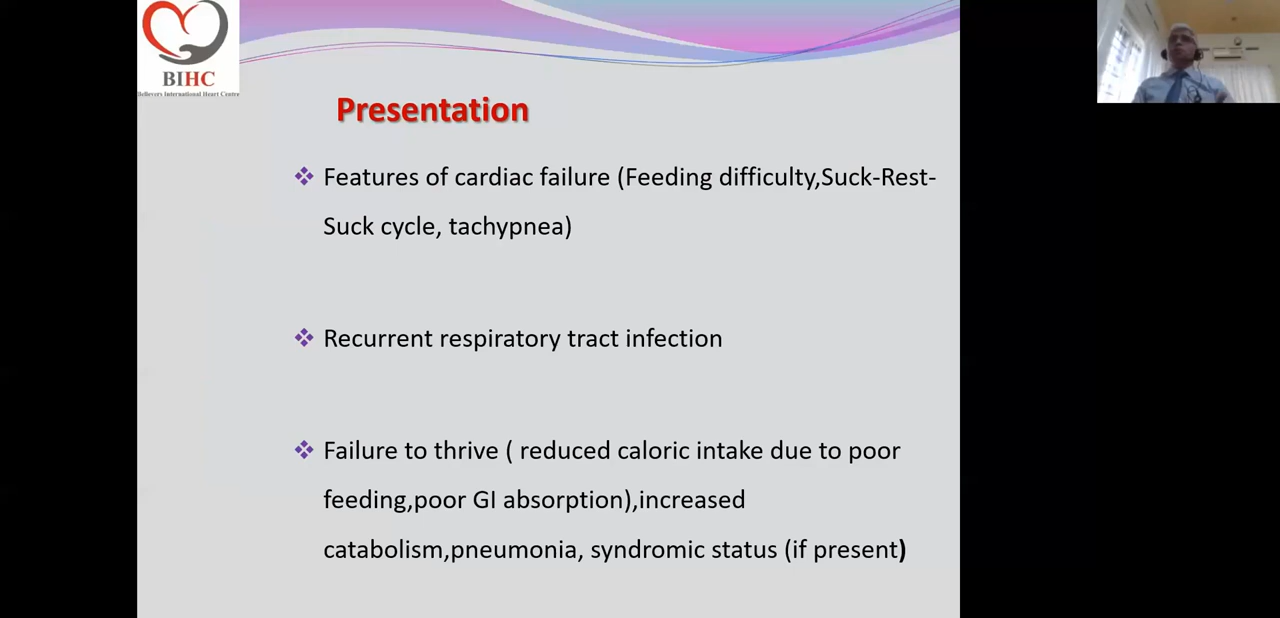 BIHC
Believers International Heart Center
Presentation
❖ Features of cardiac failure (Feeding difficulty,Suck-Rest-
Suck cycle, tachypnea)
❖ Recurrent respiratory tract infection
❖ Failure to thrive ( reduced caloric intake due to poor
feeding,poor GI absorption),increased
catabolism,pneumonia, syndromic status (if present)